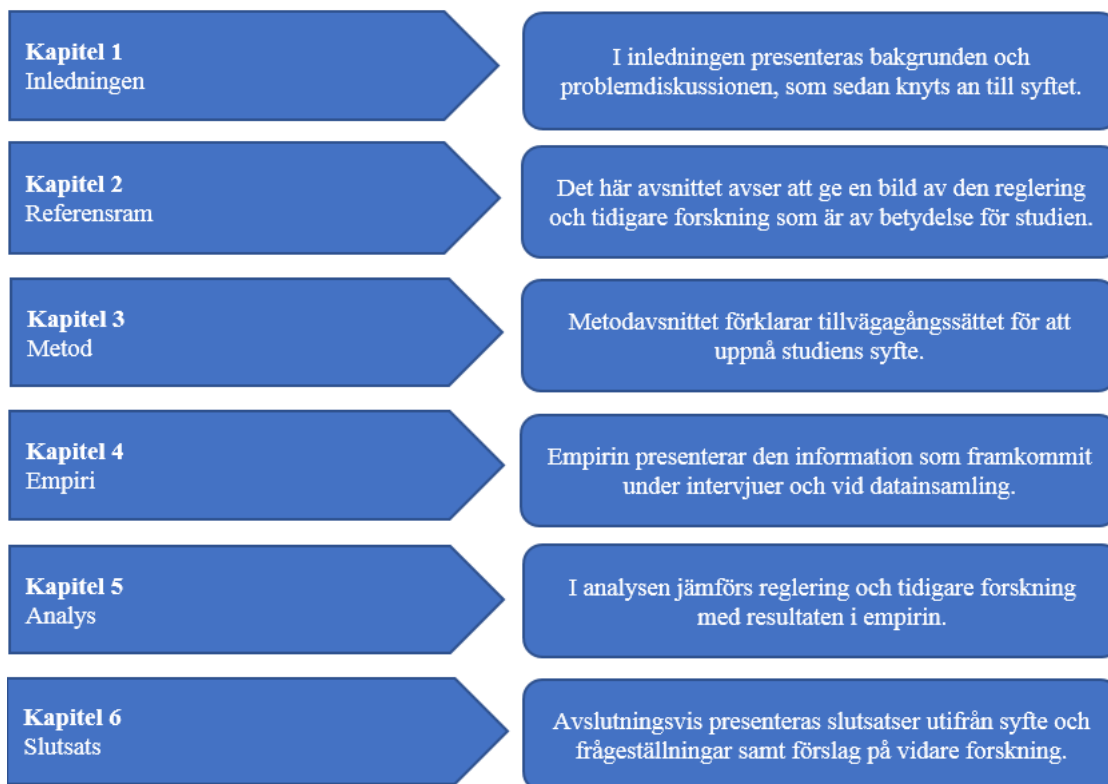 Kapitel 1
Inledningen
I inledningen presenteras bakgrunden och
problemdiskussionen, som sedan knyts an till syftet.
Kapitel 2
Referensram
Det här avsnittet avser att ge en bild av den reglering
och tidigare forskning som är av betydelse för studien.
Kapitel 3
Metod
Metodavsnittet förklarar tillvägagångssättet för att
uppnå studiens syfte.
Kapitel 4
Empiri
Empirin presenterar den information som framkommit
under intervjuer och vid datainsamling.
Kapitel 5
Analys
I analysen jämförs reglering och tidigare forskning
med resultaten i empirin.
Kapitel 6
Slutsats
Avslutningsvis presenteras slutsatser utifrån syfte och
frågeställningar samt förslag på vidare forskning.